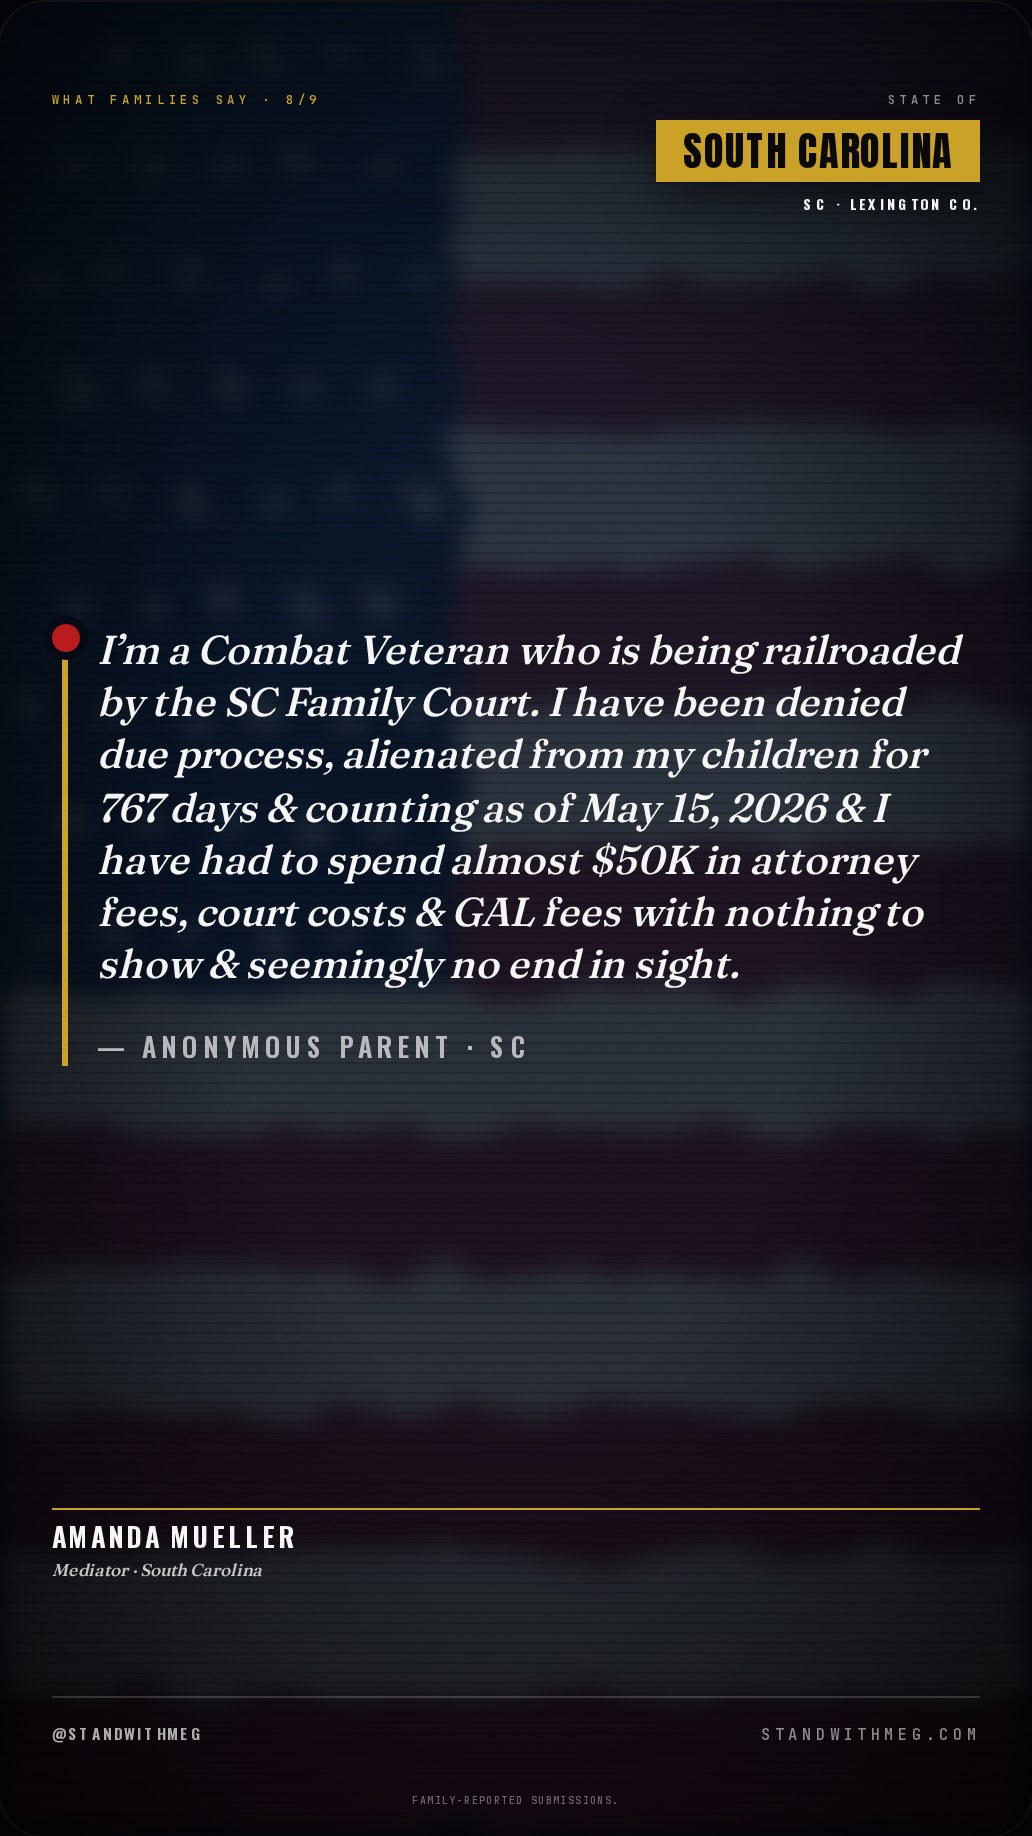 WHAT FAMILIES SAY · 8/9
STATE OF
SOUTH CAROLINA
SC · LEXINGTON CO.
I’m a Combat Veteran who is being railroaded
by the SC Family Court. I have been denied
due process, alienated from my children for
767 days & counting as of May 15, 2026 & I
have had to spend almost $50K in attorney
fees, court costs & GAL fees with nothing to
show & seemingly no end in sight.
— ANONYMOUS PARENT · SC
AMANDA MUELLER
Mediator · South Carolina
@STANDWITHMEG
STANDWITHMEG.COM
FAMILY-REPORTED SUBMISSIONS.